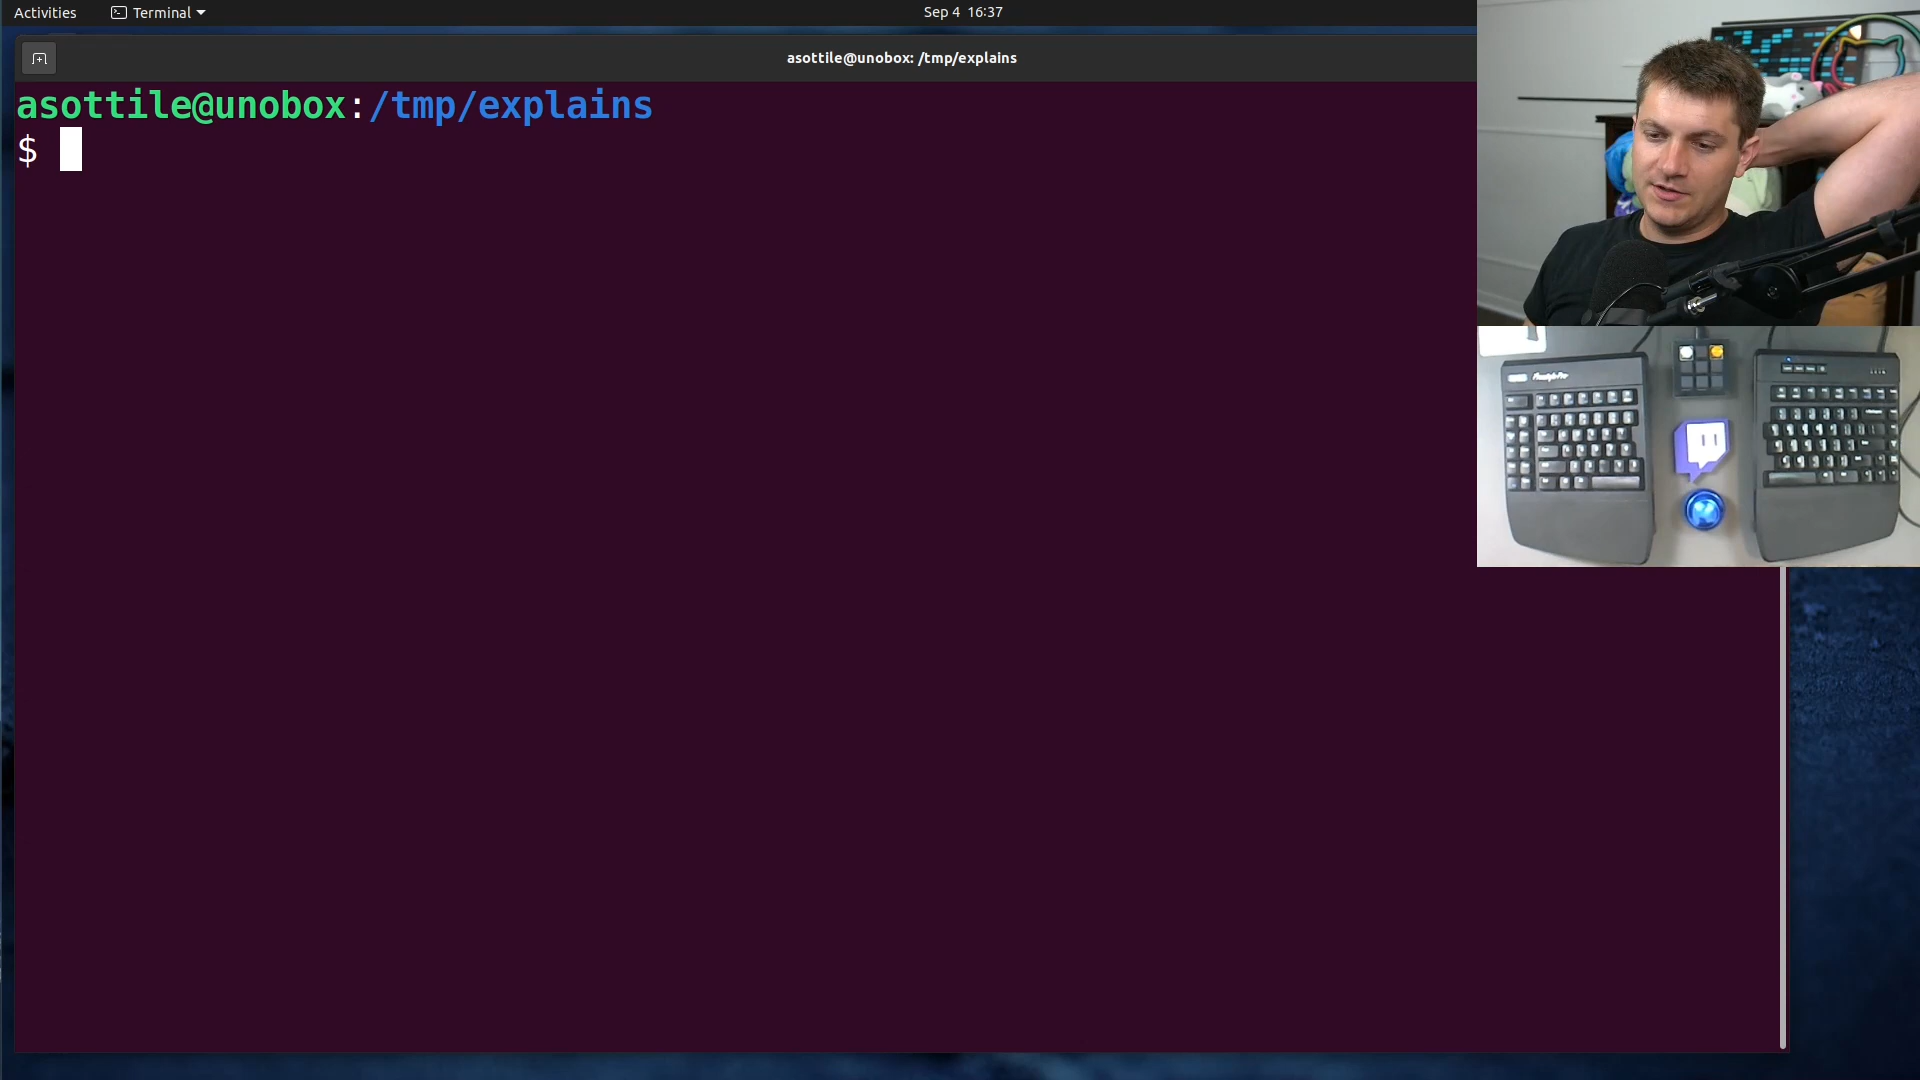 Activities
Terminal
Sep 4 16:37
asottile@unobox: /tmp/explains
asottile@unobox:/tmp/explains
$